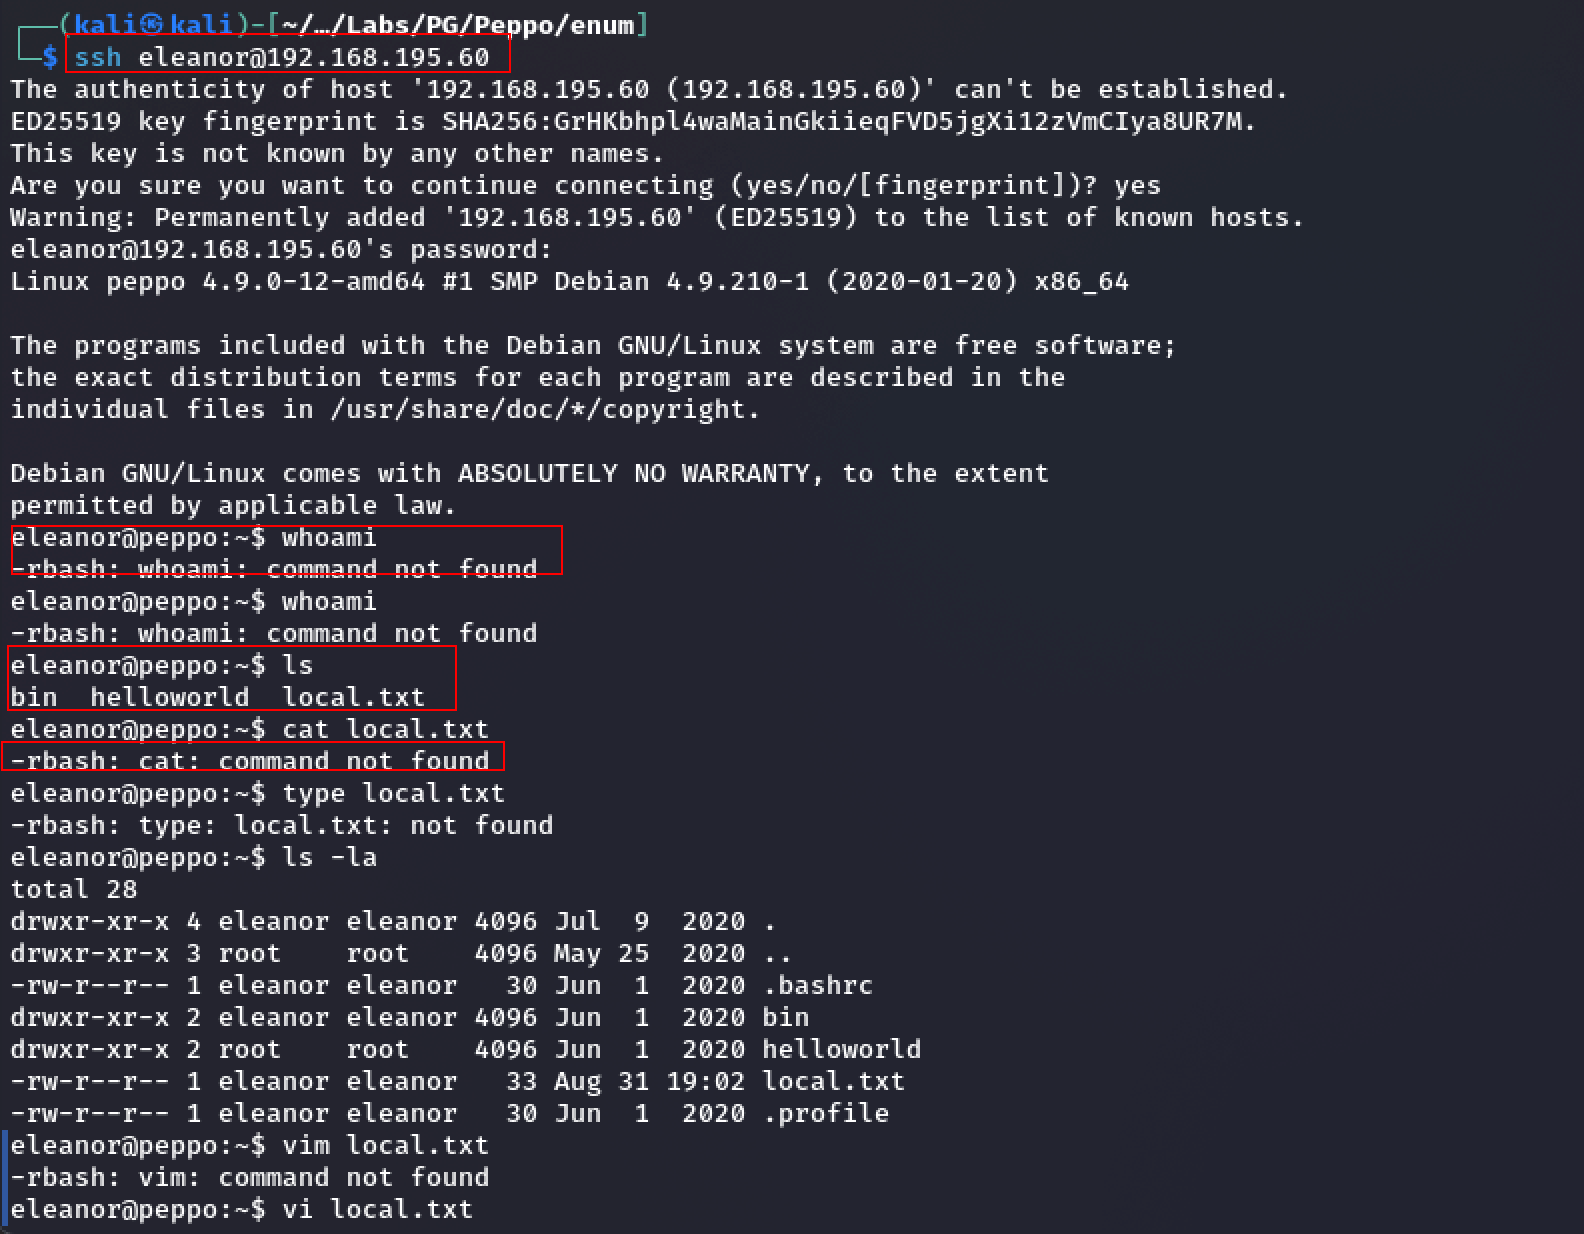 ┌──(kali㉿kali)-[~/…/Labs/PG/Peppo/enum]
└─$ ssh eleanor@192.168.195.60
The authenticity of host '192.168.195.60 (192.168.195.60)' can't be established.
ED25519 key fingerprint is SHA256:GrHKbhpl4waMainGkiieqFVD5jgXi12zVmCIya8UR7M.
This key is not known by any other names.
Are you sure you want to continue connecting (yes/no/[fingerprint])? yes
Warning: Permanently added '192.168.195.60' (ED25519) to the list of known hosts.
eleanor@192.168.195.60's password:
Linux peppo 4.9.0-12-amd64 #1 SMP Debian 4.9.210-1 (2020-01-20) x86_64

The programs included with the Debian GNU/Linux system are free software;
the exact distribution terms for each program are described in the
individual files in /usr/share/doc/*/copyright.

Debian GNU/Linux comes with ABSOLUTELY NO WARRANTY, to the extent
permitted by applicable law.
eleanor@peppo:~$ whoami
-rbash: whoami: command not found
eleanor@peppo:~$ whoami
-rbash: whoami: command not found
eleanor@peppo:~$ ls
bin  helloworld  local.txt
eleanor@peppo:~$ cat local.txt
-rbash: cat: command not found
eleanor@peppo:~$ type local.txt
-rbash: type: local.txt: not found
eleanor@peppo:~$ ls -la
total 28
drwxr-xr-x 4 eleanor eleanor 4096 Jul  9  2020 .
drwxr-xr-x 3 root    root    4096 May 25  2020 ..
-rw-r--r-- 1 eleanor eleanor   30 Jun  1  2020 .bashrc
drwxr-xr-x 2 eleanor eleanor 4096 Jun  1  2020 bin
drwxr-xr-x 2 root    root    4096 Jun  1  2020 helloworld
-rw-r--r-- 1 eleanor eleanor   33 Aug 31 19:02 local.txt
-rw-r--r-- 1 eleanor eleanor   30 Jun  1  2020 .profile
eleanor@peppo:~$ vim local.txt
-rbash: vim: command not found
eleanor@peppo:~$ vi local.txt